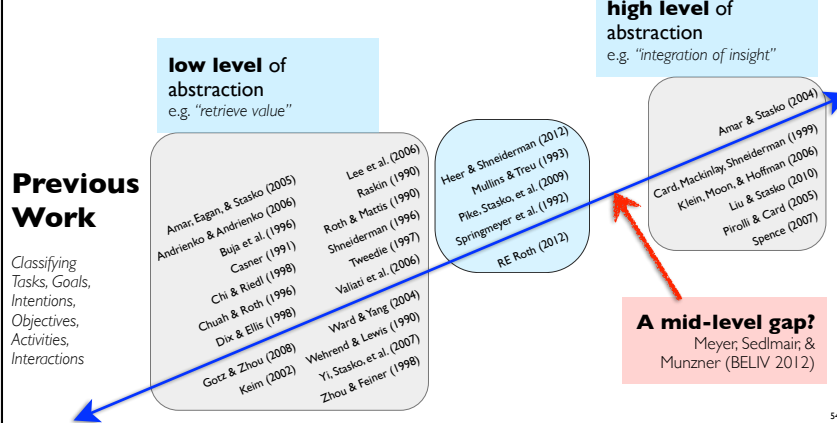 high level of
abstraction
e.g. “integration of insight”
low level of
abstraction
e.g. “retrieve value”
Previous
Work
Classifying
Tasks, Goals,
Intentions,
Objectives,
Activities,
Interactions
Amar, Eagan, & Stasko (2005)
Andrienko & Andrienko (2006)
Buja et al. (1996)
Casner (1991)
Chi & Riedl (1998)
Chuah & Roth (1996)
Dix & Ellis (1998)
Gotz & Zhou (2008)
Keim (2002)
Lee et al. (2006)
Raskin (1990)
Roth & Mattis (1990)
Shneiderman (1996)
Tweedie (1997)
Valiati et al. (2006)
Ward & Yang (2004)
Wehrend & Lewis (1990)
Yi, Stasko, et al. (2007)
Zhou & Feiner (1998)
Heer & Shneiderman (2012)
Mullins & Treu (1993)
Pike, Stasko, et al. (2009)
Springmeyer et al. (1992)
RE Roth (2012)
Amar & Stasko (2004)
Card, Mackinlay, Shneiderman (1999)
Klein, Moon, & Hoffman (2006)
Liu & Stasko (2010)
Pirolli & Card (2005)
Spence (2007)
A mid-level gap?
Meyer, Sedlmair, &
Munzner (BELIV 2012)